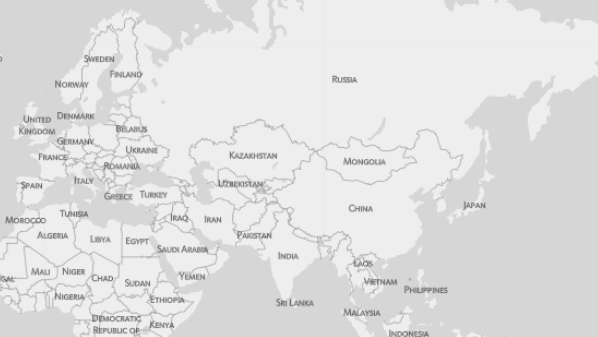 SWEDEN
FINLAND
RUSSIA
NORWAY
DENMARK
UNITED
KINGDOM
BELARUS
GERMANY
UKRAINE
FRANCE
KAZAKHSTAN
MONGOLIA
ROMANIA
ITALY
SPAIN
UZBEKISTAN
GREECE
TURKEY
CHINA
JAPAN
MOROCCO
TUNISIA
IRAQ
IRAN
ALGERIA
LIBYA
EGYPT
PAKISTAN
SAUDI ARABIA
INDIA
LAOS
MALI
NIGER
CHAD
SUDAN
YEMEN
VIETNAM
PHILIPPINES
NIGERIA
ETHIOPIA
SRI LANKA
MALAYSIA
DEMOCRATIC
REPUBLIC OF
KENYA
INDONESIA